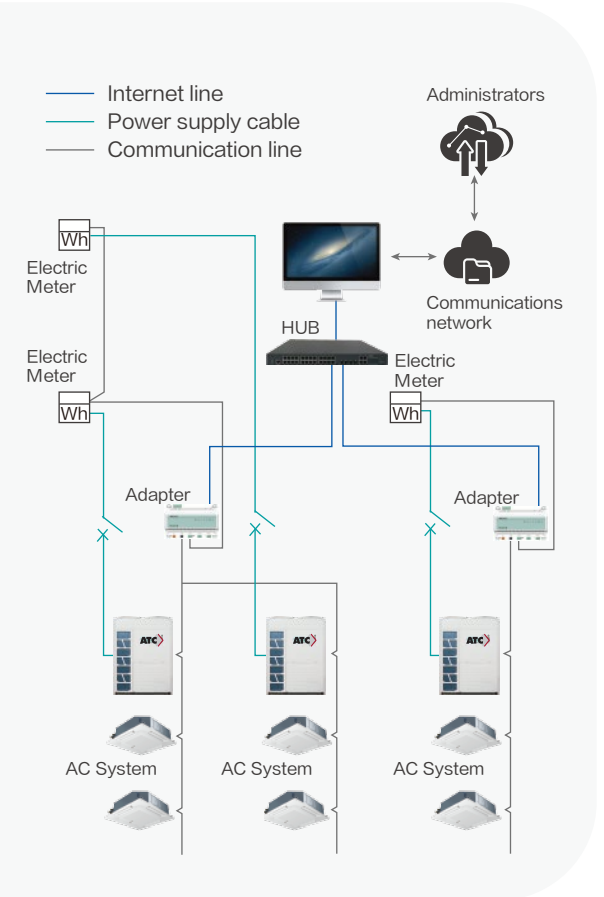 Internet line
Power supply cable
Communication line
Administrators
Wh
Electric
Meter
Communications
network
HUB
Electric
Meter
Wh
Electric
Meter
Wh
Adapter
Adapter
ATC
ATC
ATC
AC System
AC System
AC System